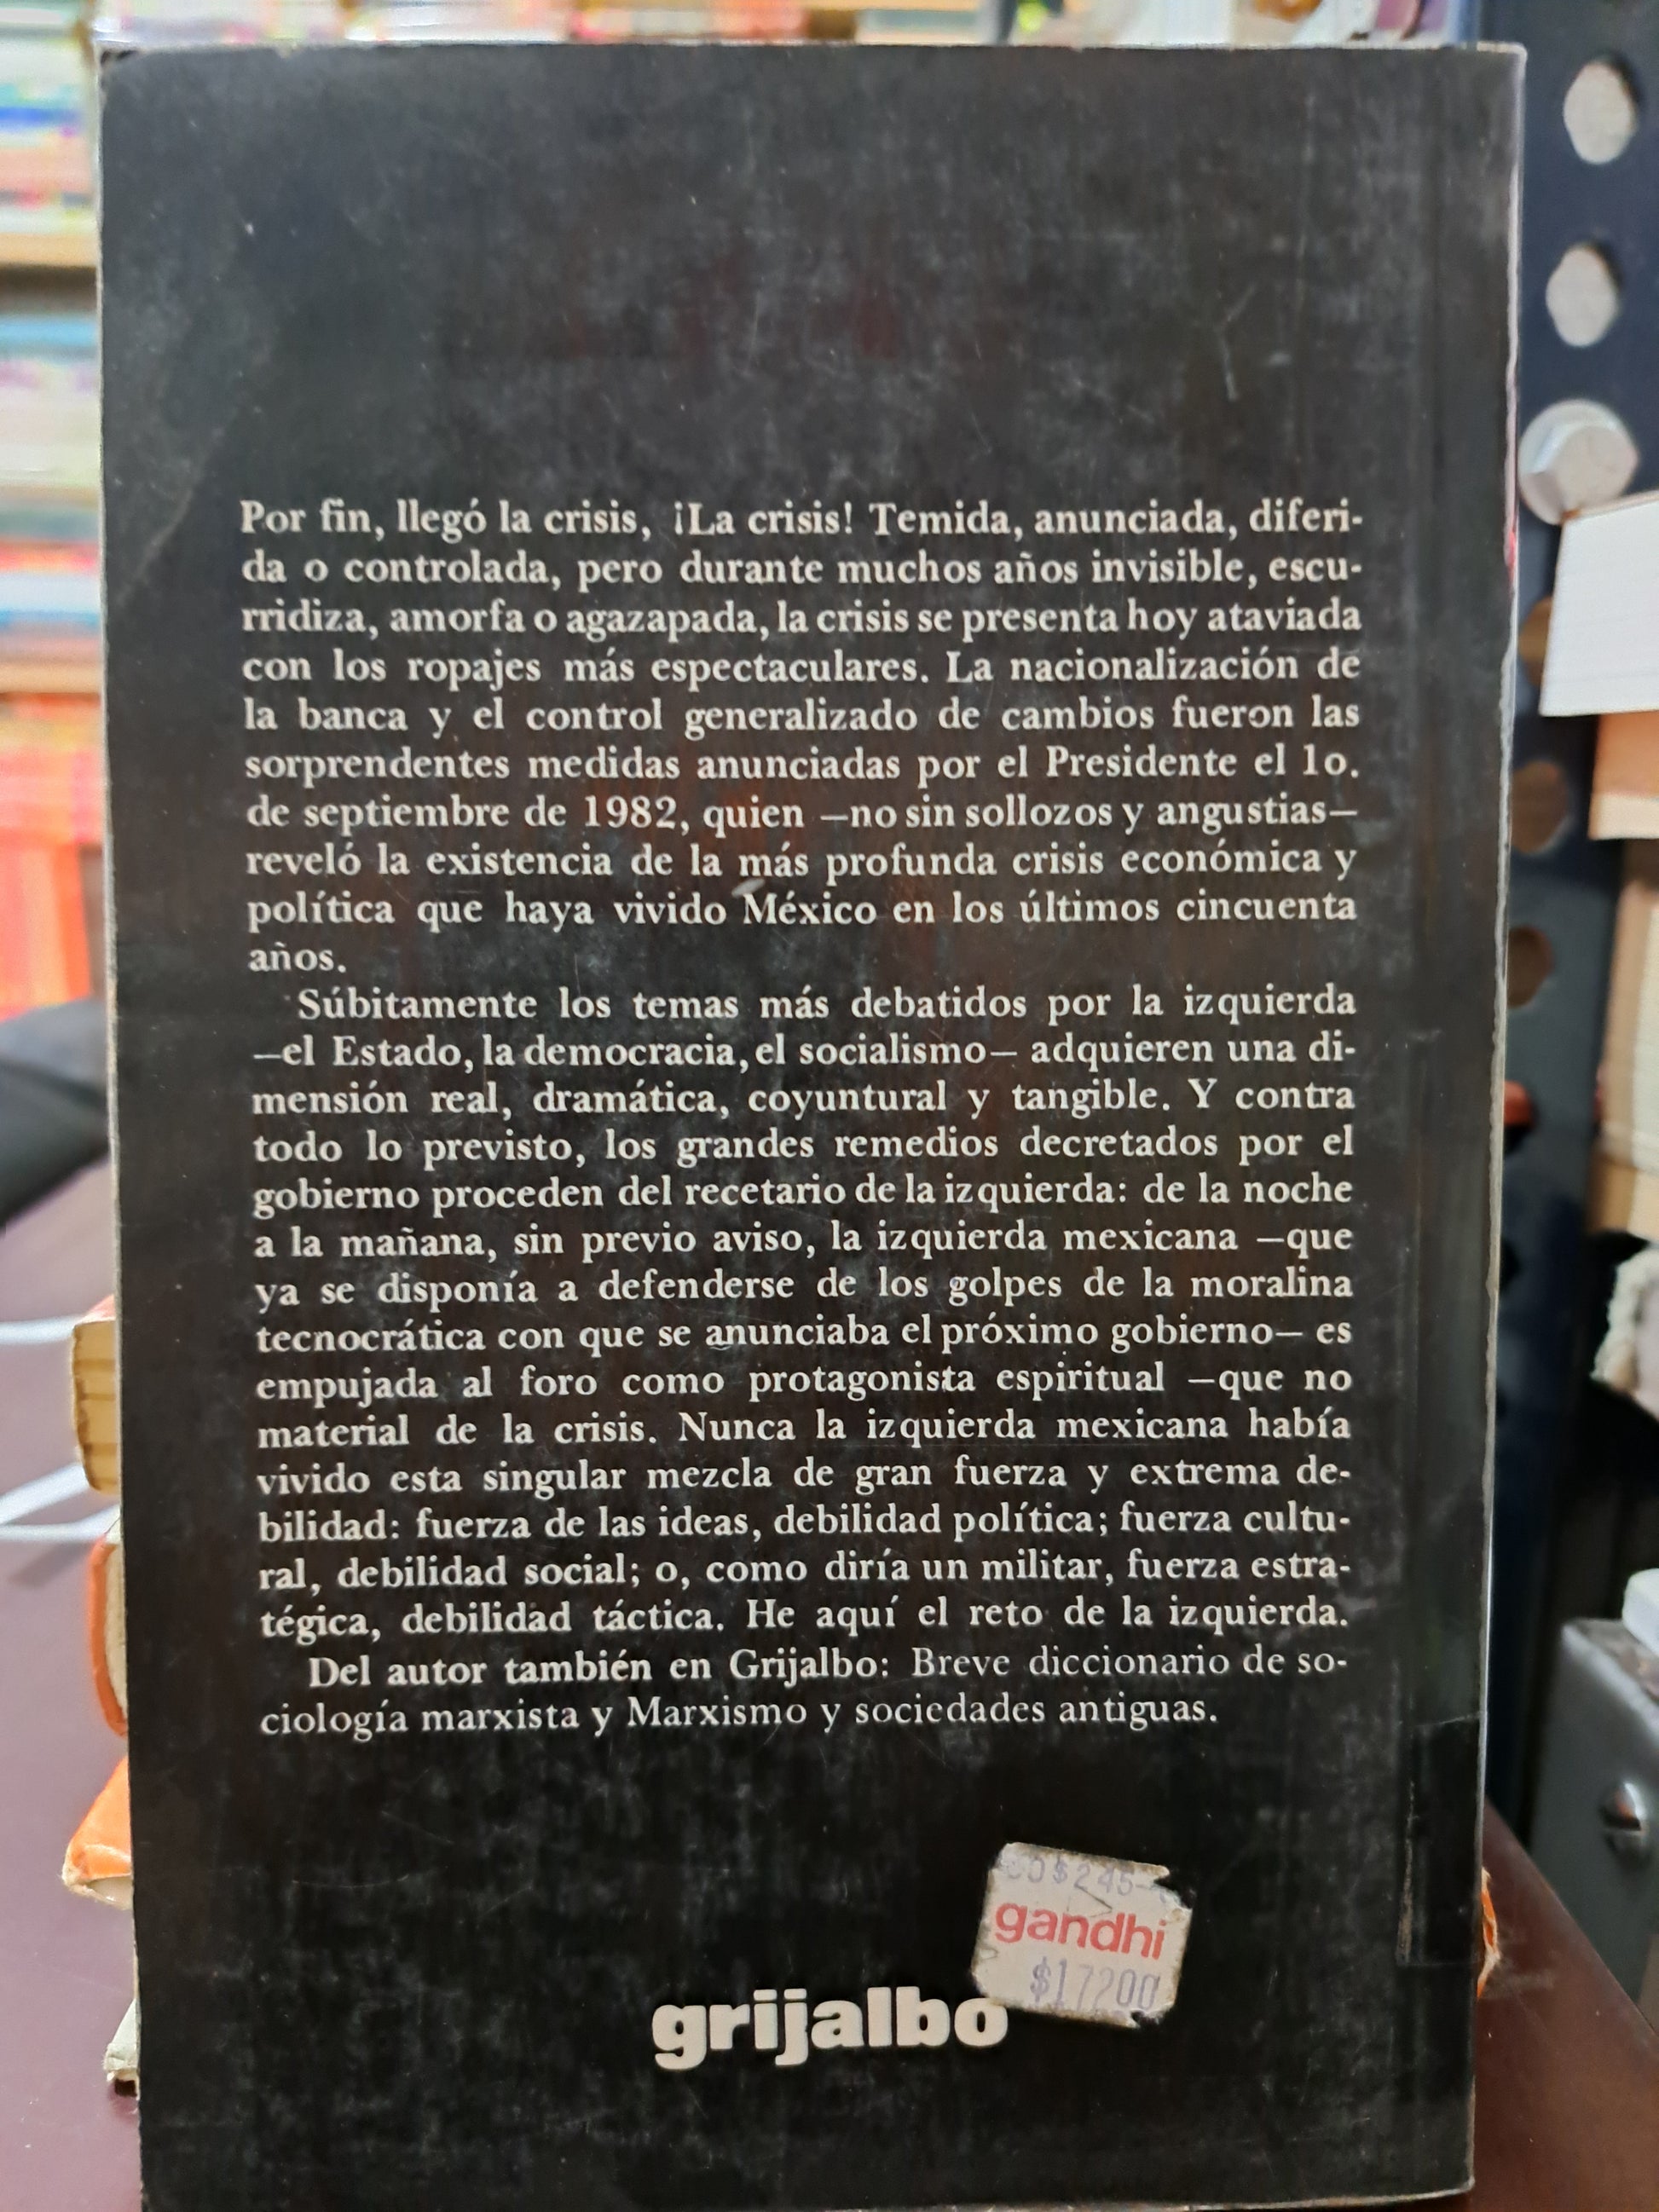 Por fin, llegó la crisis, ¡La crisis! Temida, anunciada, diferi-
da o controlada, pero durante muchos años invisible, escu-
rridiza, amorfa o agazapada, la crisis se presenta hoy ataviada
con los ropajes más espectaculares. La nacionalización de
la banca y el control generalizado de cambios fueron las
sorprendentes medidas anunciadas por el Presidente el 1o.
de septiembre de 1982, quien —no sin sollozos y angustias—
reveló la existencia de la más profunda crisis económica y
política que haya vivido México en los últimos cincuenta
años.
Súbitamente los temas más debatidos por la izquierda
—el Estado, la democracia, el socialismo— adquieren una di-
mensión real, dramática, coyuntural y tangible. Y contra
todo lo previsto, los grandes remedios decretados por el
gobierno proceden del recetario de la izquierda: de la noche
a la mañana, sin previo aviso, la izquierda mexicana —que
ya se disponía a defenderse de los golpes de la moralina
tecnocrática con que se anunciaba el próximo gobierno— es
empujada al foro como protagonista espiritual —que no
material de la crisis. Nunca la izquierda mexicana había
vivido esta singular mezcla de gran fuerza y extrema de-
bilidad: fuerza de las ideas, debilidad política; fuerza cultu-
ral, debilidad social; o, como diría un militar, fuerza estra-
tégica, debilidad táctica. He aquí el reto de la izquierda.
Del autor también en Grijalbo: Breve diccionario de so-
ciología marxista y Marxismo y sociedades antiguas.
gandhi
$17200
grijalbo